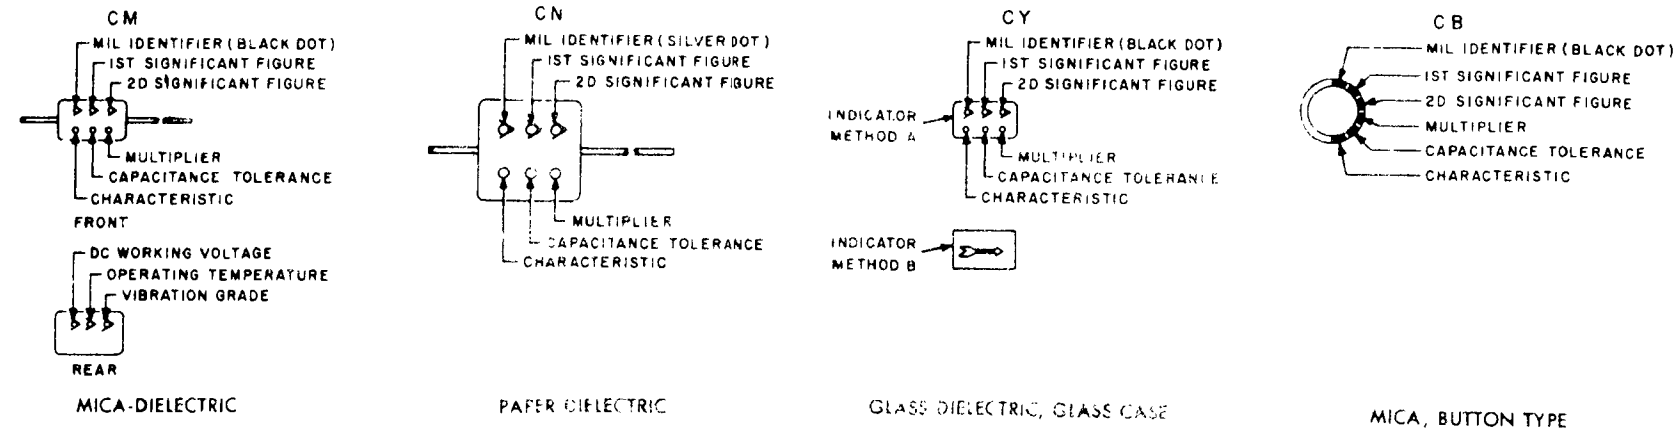 CM
MIL IDENTIFIER (BLACK DOT)
1ST SIGNIFICANT FIGURE
2D SIGNIFICANT FIGURE
MULTIPLIER
CAPACITANCE TOLERANCE
CHARACTERISTIC
FRONT
DC WORKING VOLTAGE
OPERATING TEMPERATURE
VIBRATION GRADE
REAR
MICA-DIELECTRIC
CN
MIL IDENTIFIER (SILVER DOT)
1ST SIGNIFICANT FIGURE
2D SIGNIFICANT FIGURE
MULTIPLIER
CAPACITANCE TOLERANCE
CHARACTERISTIC
PAPER DIELECTRIC
CY
MIL IDENTIFIER (BLACK DOT)
1ST SIGNIFICANT FIGURE
2D SIGNIFICANT FIGURE
INDICATOR
METHOD A
MULTIPLIER
CAPACITANCE TOLERANCE
CHARACTERISTIC
INDICATOR
METHOD B
GLASS DIELECTRIC, GLASS CASE
CB
MIL IDENTIFIER (BLACK DOT)
1ST SIGNIFICANT FIGURE
2D SIGNIFICANT FIGURE
MULTIPLIER
CAPACITANCE TOLERANCE
CHARACTERISTIC
MICA, BUTTON TYPE